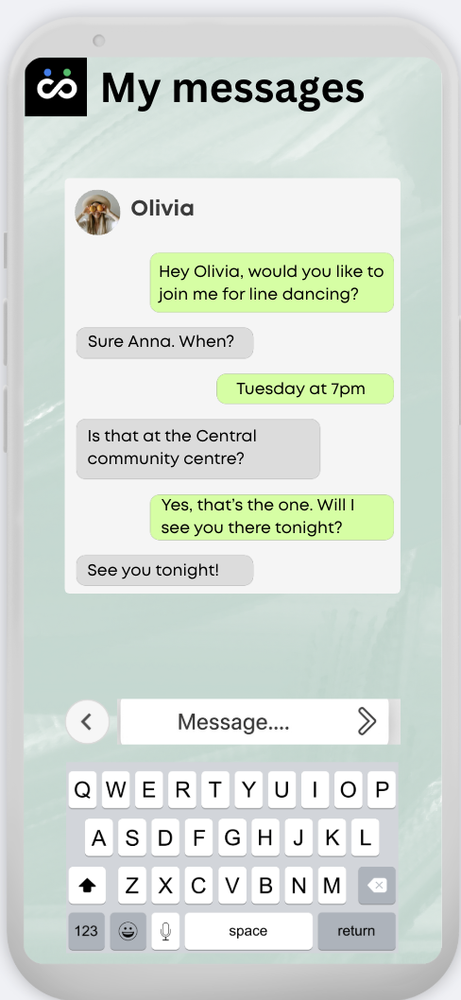 My messages
Olivia
Hey Olivia, would you like to
join me for line dancing?
Sure Anna. When?
Tuesday at 7pm
Is that at the Central
community centre?
Yes, that's the one. Will I
see you there tonight?
See you tonight!
Message....
Q W E R T Y U I O P
A S D F G H J K L
Z X C V B N M
123 space return